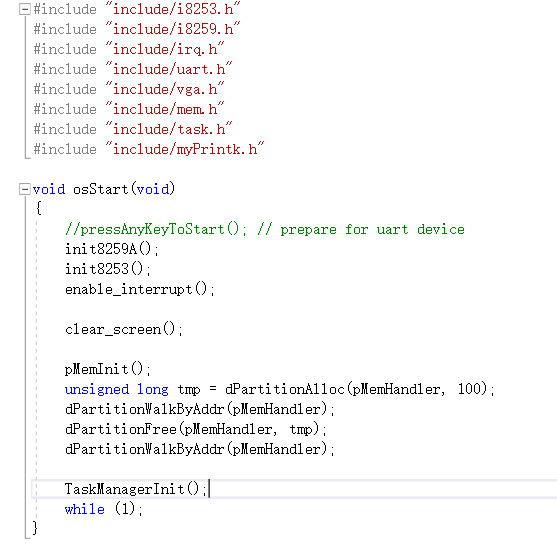 #include "include/i8253.h"
#include "include/i8259.h"
#include "include/irq.h"
#include "include/uart.h"
#include "include/vga.h"
#include "include/mem.h"
#include "include/task.h"
#include "include/myPrintk.h"
void osStart(void)
{
//pressAnyKeyToStart(); // prepare for uart device
init8259A();
init8253();
enable_interrupt();
clear_screen();
pMemInit();
unsigned long tmp = dPartitionAlloc(pMemHandler, 100);
dPartitionWalkByAddr(pMemHandler);
dPartitionFree(pMemHandler, tmp);
dPartitionWalkByAddr(pMemHandler);
TaskManagerInit();
while (1);
}